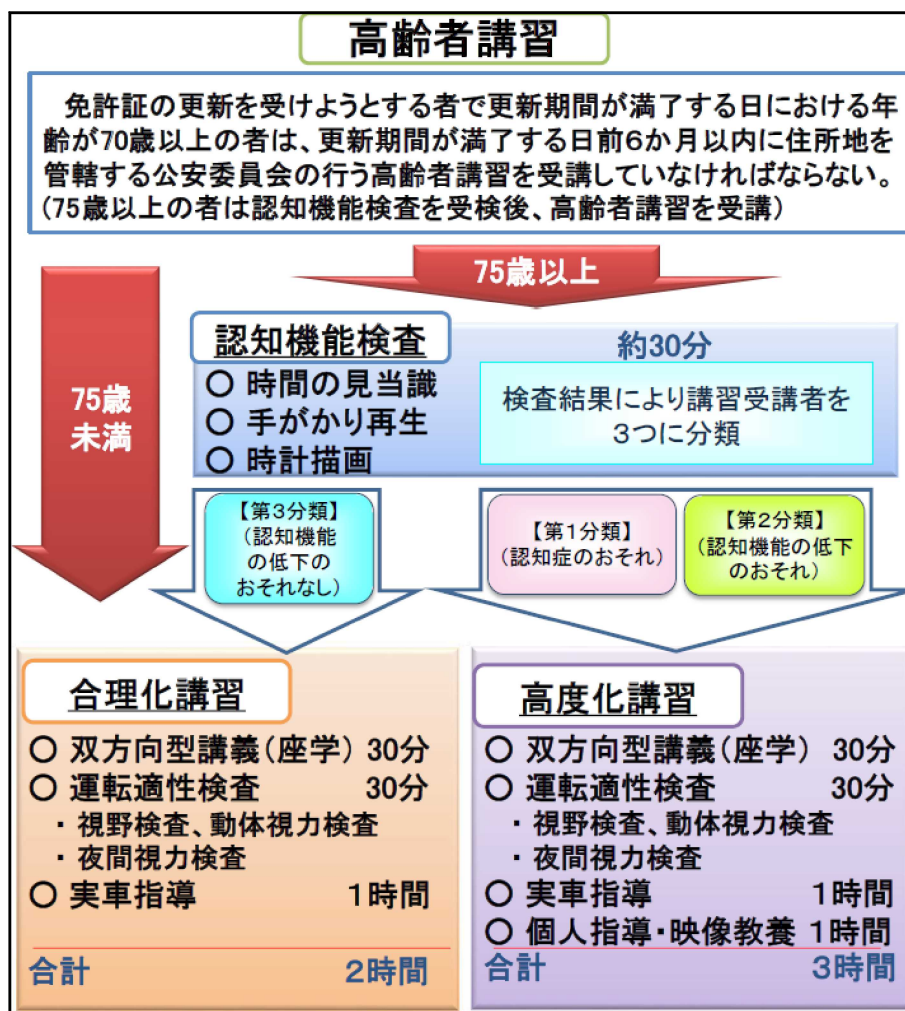 高齢者講習
免許証の更新を受けようとする者で更新期間が満了する日における年
齢が70歳以上の者は、更新期間が満了する日前6か月以内に住所地を
管轄する公安委員会の行う高齢者講習を受講していなければならない。
(75歳以上の者は認知機能検査を受検後、高齢者講習を受講)
75歳以上
75歳
未満
認知機能検査
約30分
○ 時間の見当識
○ 手がかり再生
○ 時計描画
検査結果により講習受講者を
3つに分類
【第3分類】
(認知機能
の低下の
おそれなし)
【第1分類】
(認知症のおそれ)
【第2分類】
(認知機能の低下
のおそれ)
合理化講習
○ 双方向型講義(座学) 30分
○ 運転適性検査 30分
・ 視野検査、動体視力検査
・ 夜間視力検査
○ 実車指導 1時間
合計 2時間
高度化講習
○ 双方向型講義(座学) 30分
○ 運転適性検査 30分
・ 視野検査、動体視力検査
・ 夜間視力検査
○ 実車指導 1時間
○ 個人指導・映像教養 1時間
合計 3時間